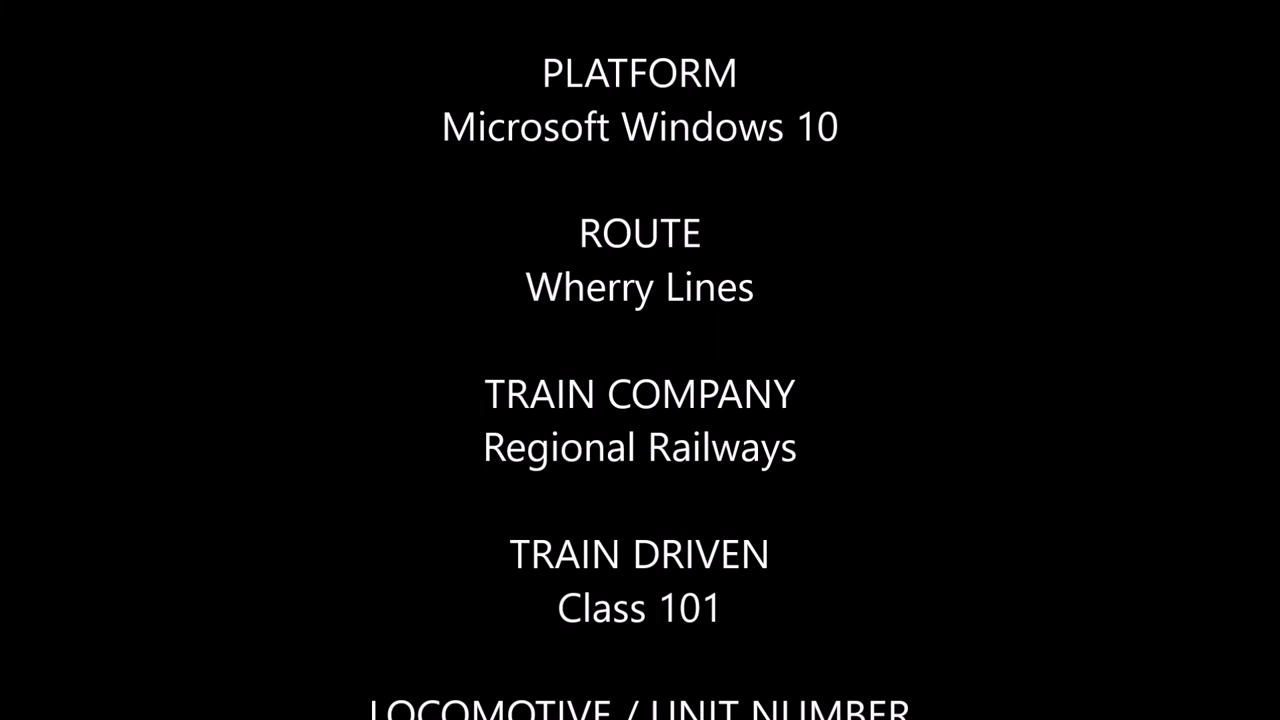 PLATFORM
Microsoft Windows 10
ROUTE
Wherry Lines
TRAIN COMPANY
Regional Railways
TRAIN DRIVEN
Class 101
LOCOMOTIVE / UNIT NUMBER